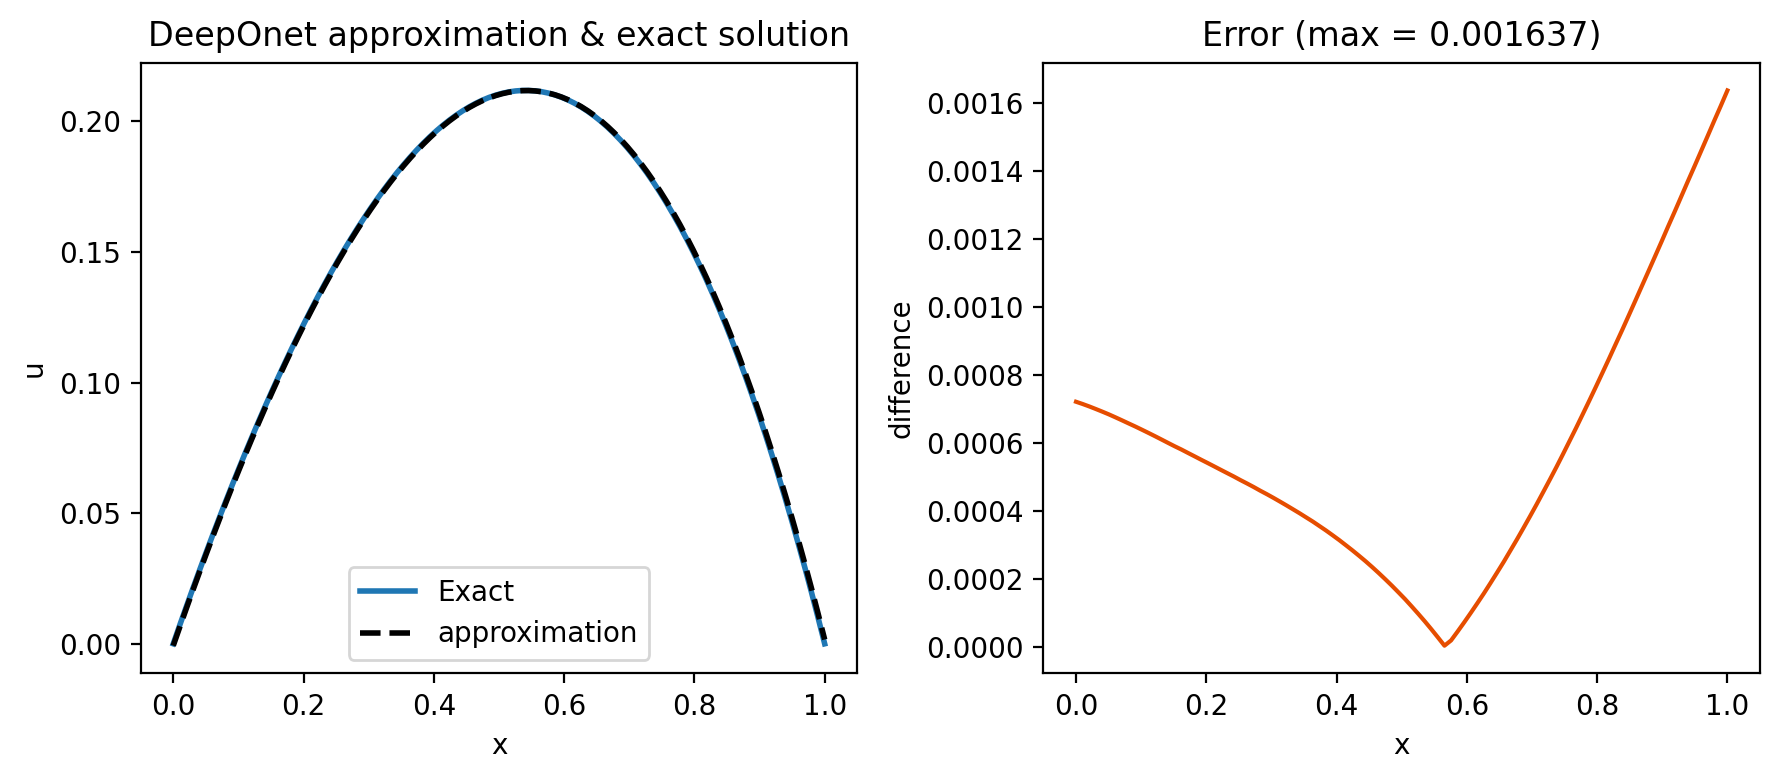 DeepOnet approximation & exact solution
u
0.20
0.15
0.10
0.05
0.00
Exact
approximation
0.0 0.2 0.4 0.6 0.8 1.0
x
Error (max = 0.001637)
difference
0.0016
0.0014
0.0012
0.0010
0.0008
0.0006
0.0004
0.0002
0.0000
0.0 0.2 0.4 0.6 0.8 1.0
x